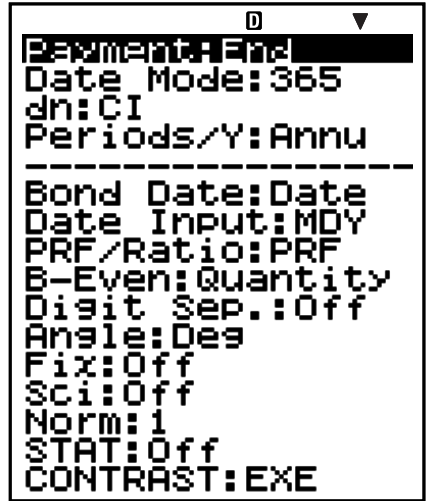 D ▼
Payment:End
Date Mode:365
dn:CI
Periods/Y:Annu
Bond Date:Date
Date Input:MDY
PRF/Ratio:PRF
B-Even:Quantity
Digit Sep.:Off
Angle:Deg
Fix:Off
Sci:Off
Norm:1
STAT:Off
CONTRAST:EXE